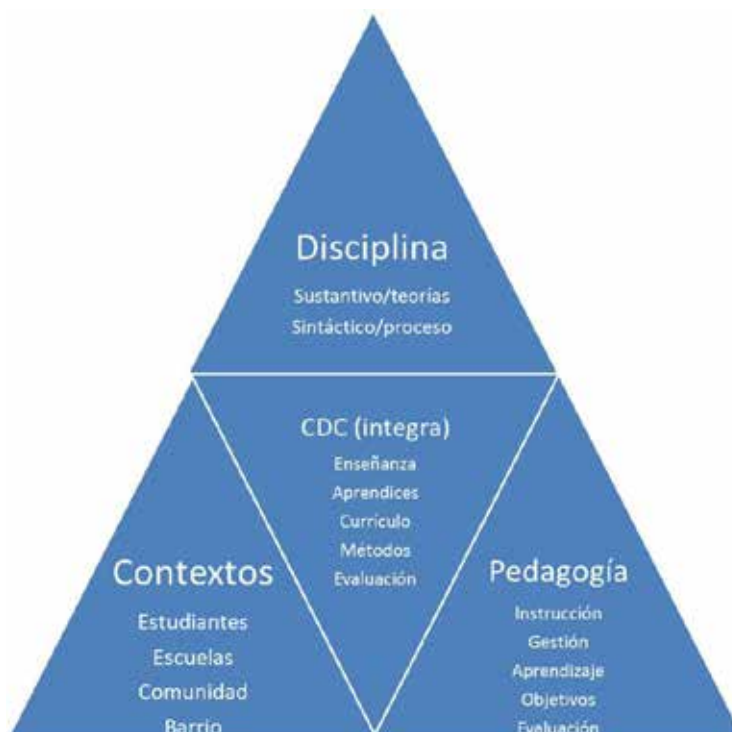 Disciplina
Sustantivo/teorías
Sintáctico/proceso
CDC (integra)
Enseñanza
Aprendices
Currículo
Métodos
Evaluación
Contextos
Estudiantes
Escuelas
Comunidad
Barrio
Pedagogía
Instrucción
Gestión
Aprendizaje
Objetivos
Evaluación